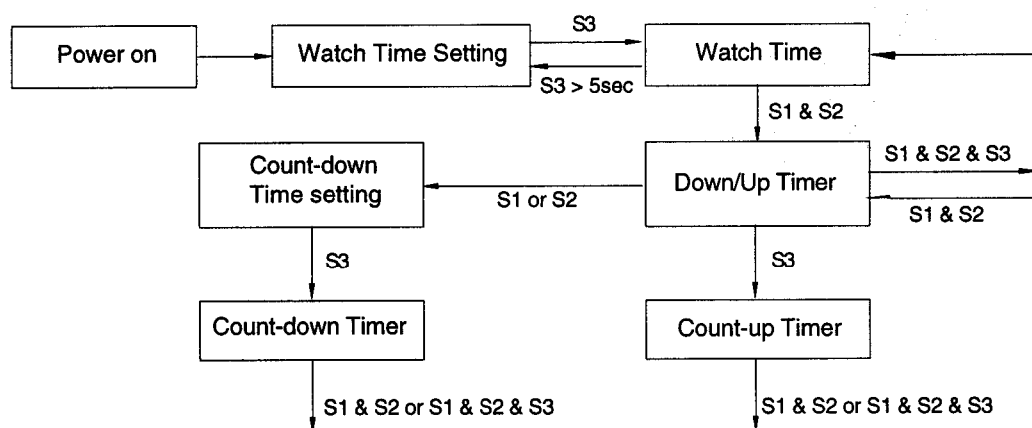 Power on
Watch Time Setting
S3
S3 > 5sec
Watch Time
S1 & S2
Count-down
Time setting
S1 or S2
Down/Up Timer
S1 & S2 & S3
S1 & S2
S3
S3
Count-down Timer
Count-up Timer
S1 & S2 or S1 & S2 & S3
S1 & S2 or S1 & S2 & S3